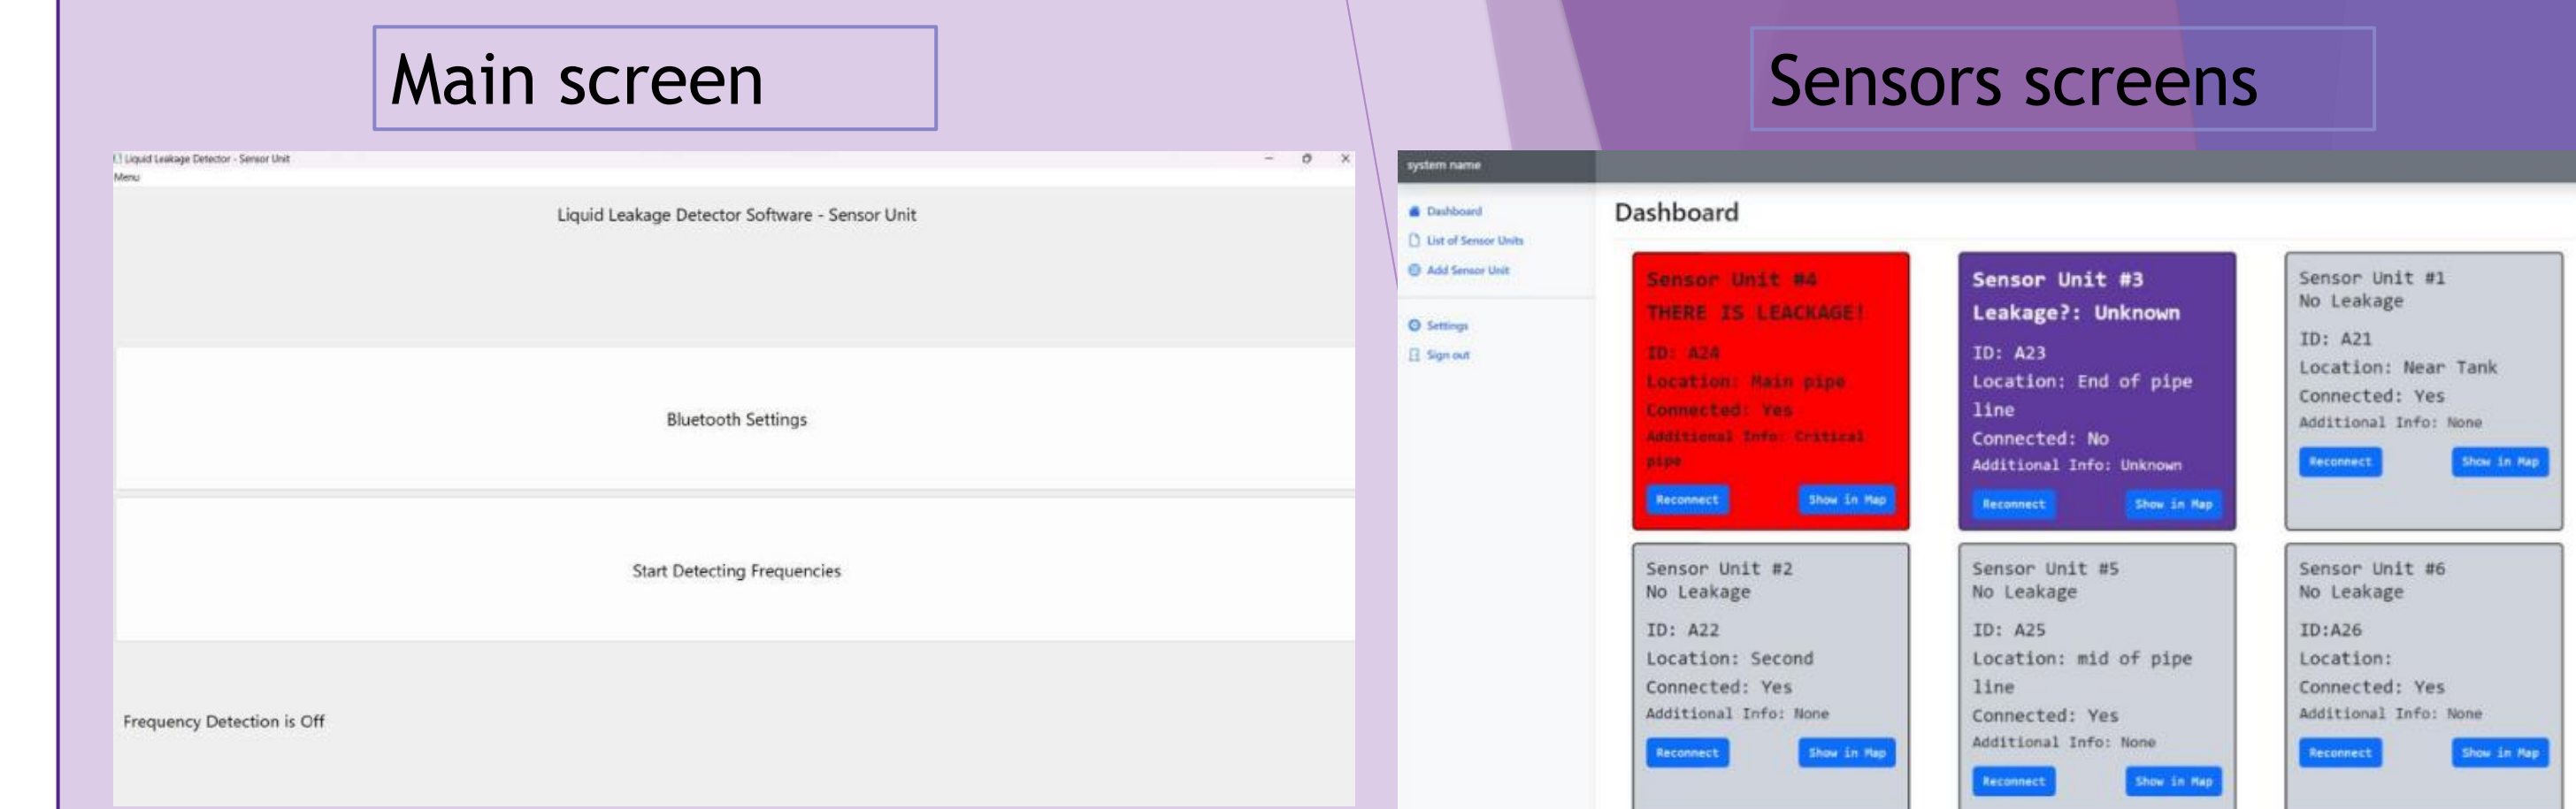 Main screen
Sensors screens
Liquid Leakage Detector - Sensor Unit
Menu
Liquid Leakage Detector Software - Sensor Unit
Bluetooth Settings
Start Detecting Frequencies
Frequency Detection is Off
system name
Dashboard
List of Sensor Units
Add Sensor Unit
Settings
Sign out
Dashboard
Sensor Unit #4
THERE IS LEACKAGE!
ID: A24
Location: Main pipe
Connected: Yes
Additional Info: Critical
pipe
Reconnect
Show in Map
Sensor Unit #3
Leakage?: Unknown
ID: A23
Location: End of pipe
line
Connected: No
Additional Info: Unknown
Reconnect
Show in Map
Sensor Unit #1
No Leakage
ID: A21
Location: Near Tank
Connected: Yes
Additional Info: None
Reconnect
Show in Map
Sensor Unit #2
No Leakage
ID: A22
Location: Second
Connected: Yes
Additional Info: None
Reconnect
Show in Map
Sensor Unit #5
No Leakage
ID: A25
Location: mid of pipe
line
Connected: Yes
Additional Info: None
Reconnect
Show in Map
Sensor Unit #6
No Leakage
ID:A26
Location:
Connected: Yes
Additional Info: None
Reconnect
Show in Map